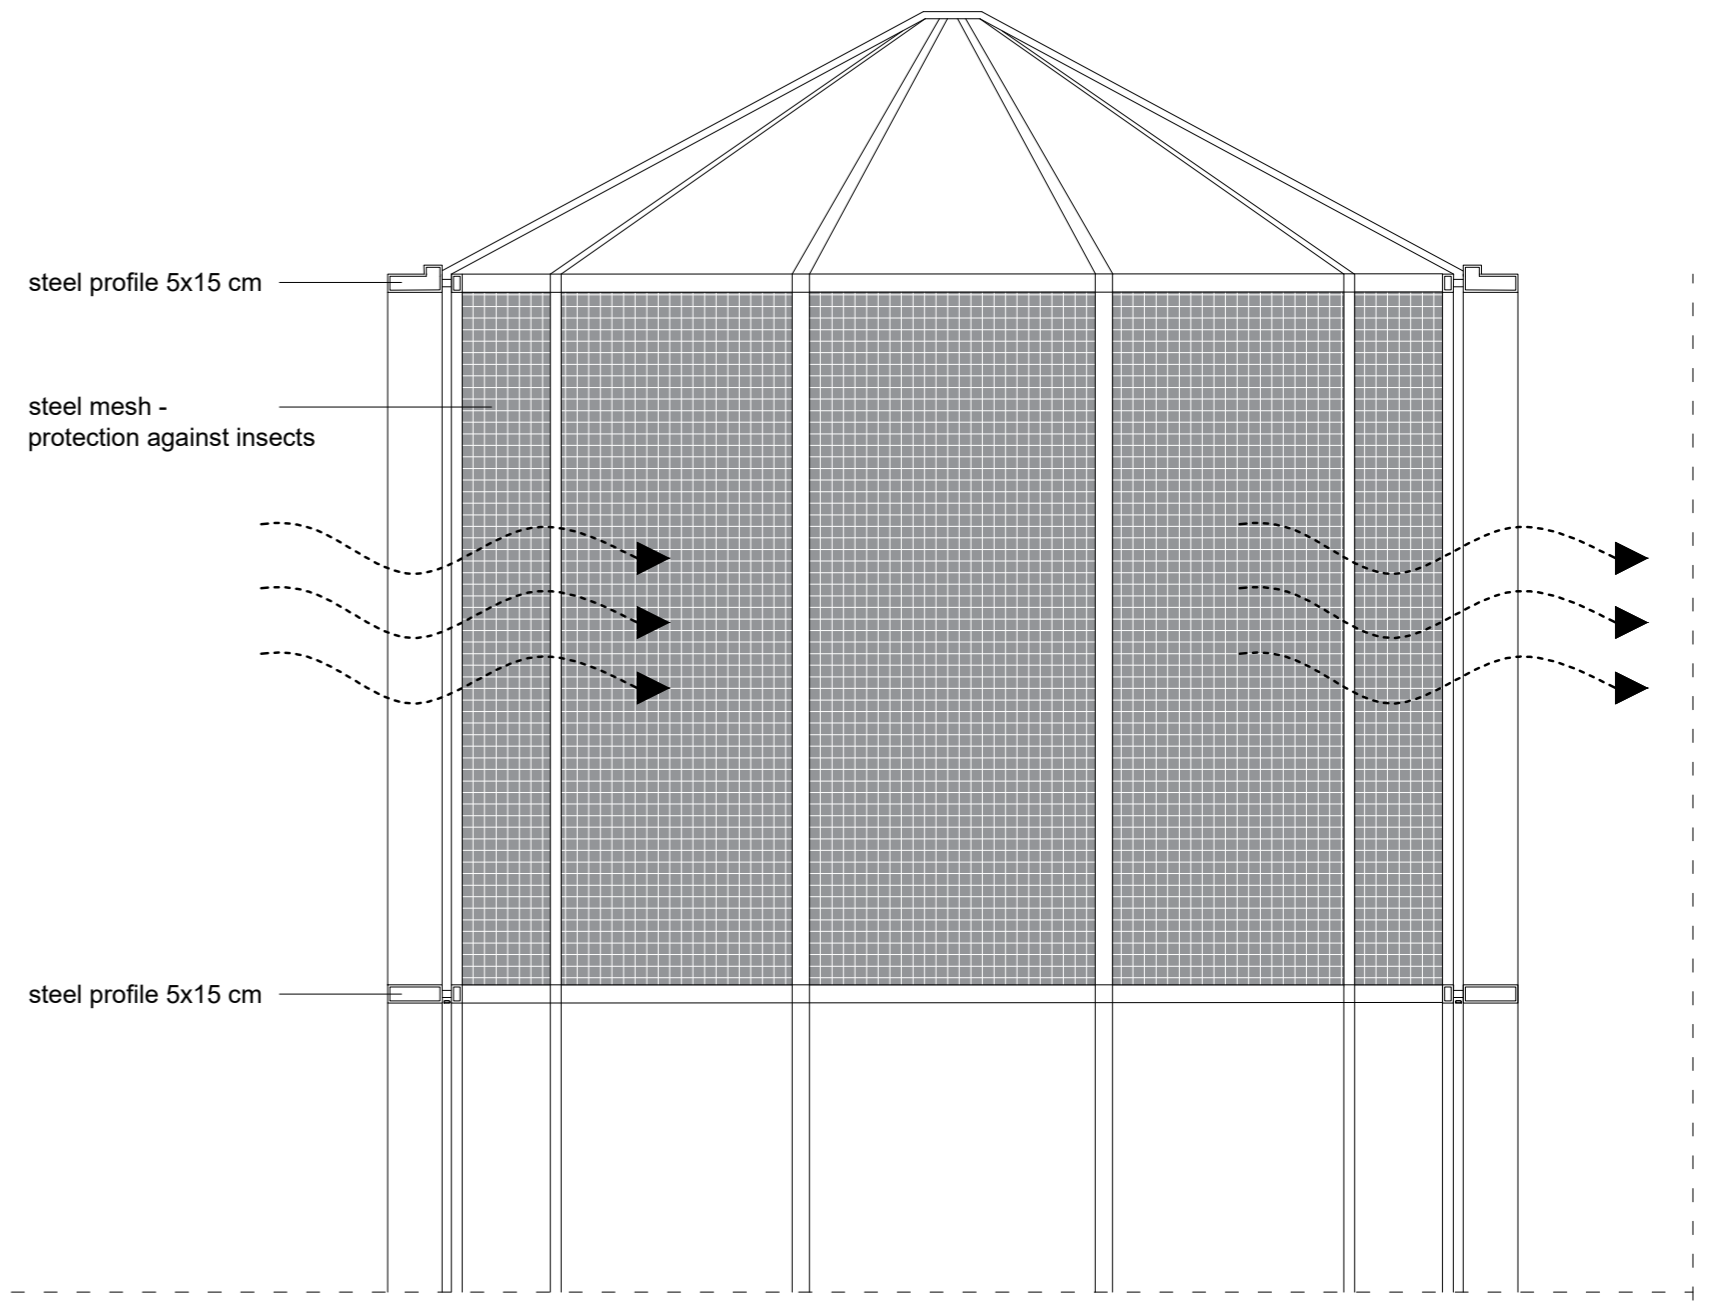 steel profile 5x15 cm
steel mesh -
protection against insects
steel profile 5x15 cm